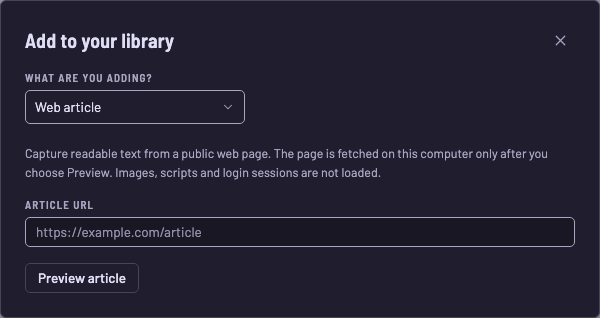 Add to your library
WHAT ARE YOU ADDING?
Web article
Capture readable text from a public web page. The page is fetched on this computer only after you
choose Preview. Images, scripts and login sessions are not loaded.
ARTICLE URL
https://example.com/article
Preview article